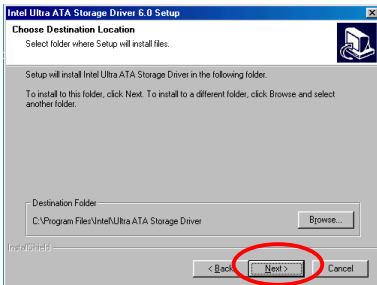 Intel Ultra ATA Storage Driver 6.0 Setup
Choose Destination Location
Select folder where Setup will install files.
Setup will install Intel Ultra ATA Storage Driver in the following folder.
To install to this folder, click Next. To install to a different folder, click Browse and select
another folder.
Destination Folder
C:\Program Files\Intel\Ultra ATA Storage Driver
Browse...
InstallShield
< Back
Next >
Cancel